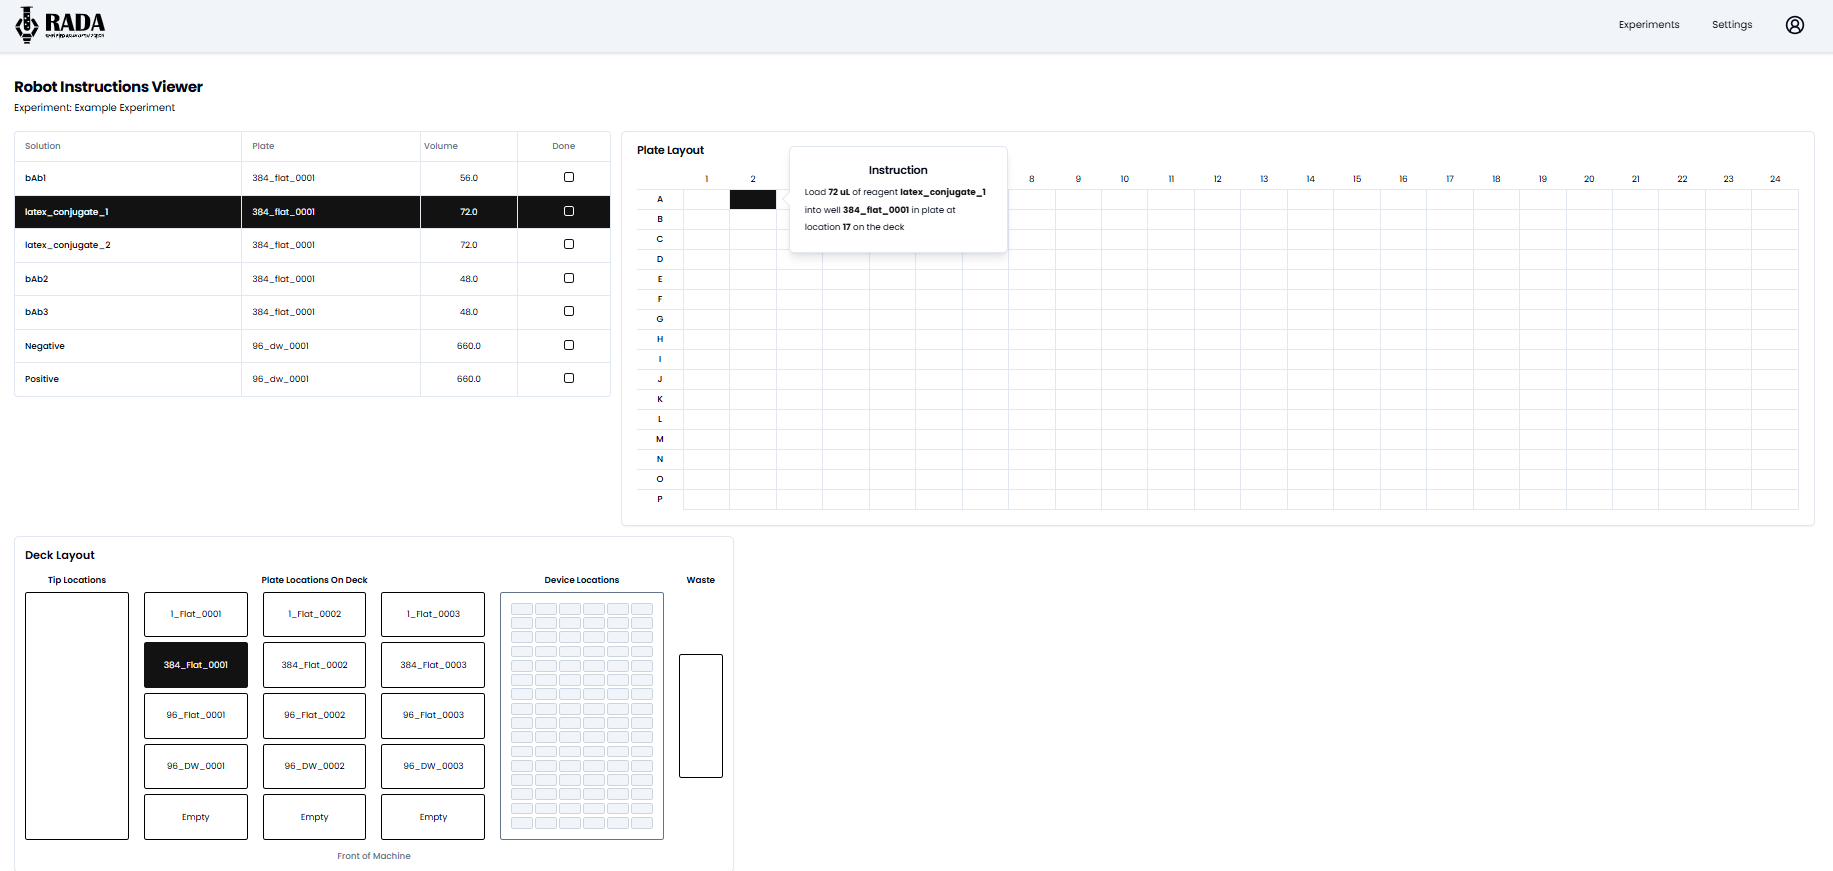 RADA
Experiments
Settings
Robot Instructions Viewer
Experiment: Example Experiment
Solution Plate Volume Done
bAb1 384_flat_0001 56.0
latex_conjugate_1 384_flat_0001 72.0
latex_conjugate_2 384_flat_0001 72.0
bAb2 384_flat_0001 48.0
bAb3 384_flat_0001 48.0
Negative 96_dw_0001 660.0
Positive 96_dw_0001 660.0
Plate Layout
1 2 8 9 10 11 12 13 14 15 16 17 18 19 20 21 22 23 24
A
B
C
D
E
F
G
H
I
J
K
L
M
N
O
P
Instruction
Load 72 uL of reagent latex_conjugate_1
into well 384_flat_0001 in plate at
location 17 on the deck
Deck Layout
Tip Locations Plate Locations On Deck Device Locations Waste
1_Flat_0001 1_Flat_0002 1_Flat_0003
384_Flat_0001 384_Flat_0002 384_Flat_0003
96_Flat_0001 96_Flat_0002 96_Flat_0003
96_DW_0001 96_DW_0002 96_DW_0003
Empty Empty Empty
Front of Machine